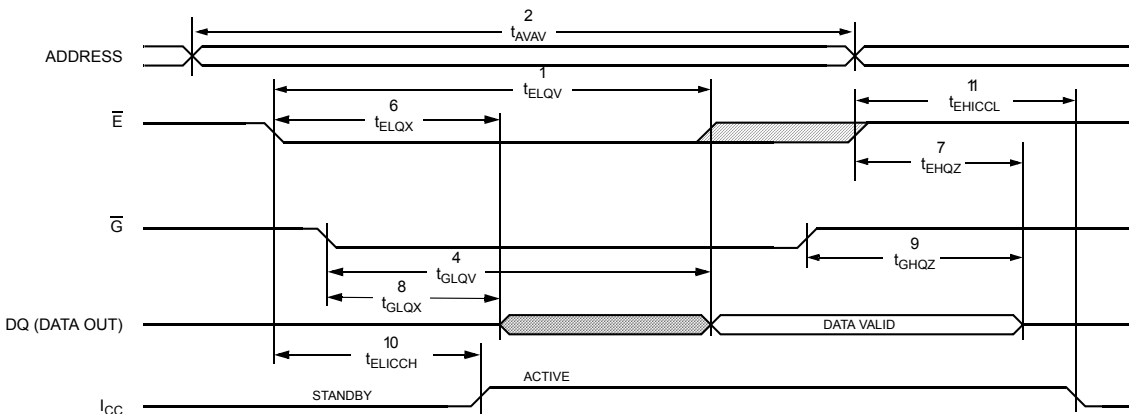 2
tAVAV
ADDRESS
1
tELQV
11
tEHICCL
6
tELQX
E
7
tEHQZ
G
4
tGLQV
9
tGHQZ
8
tGLQX
DQ (DATA OUT)
DATA VALID
10
tELICCH
ACTIVE
STANDBY
ICC